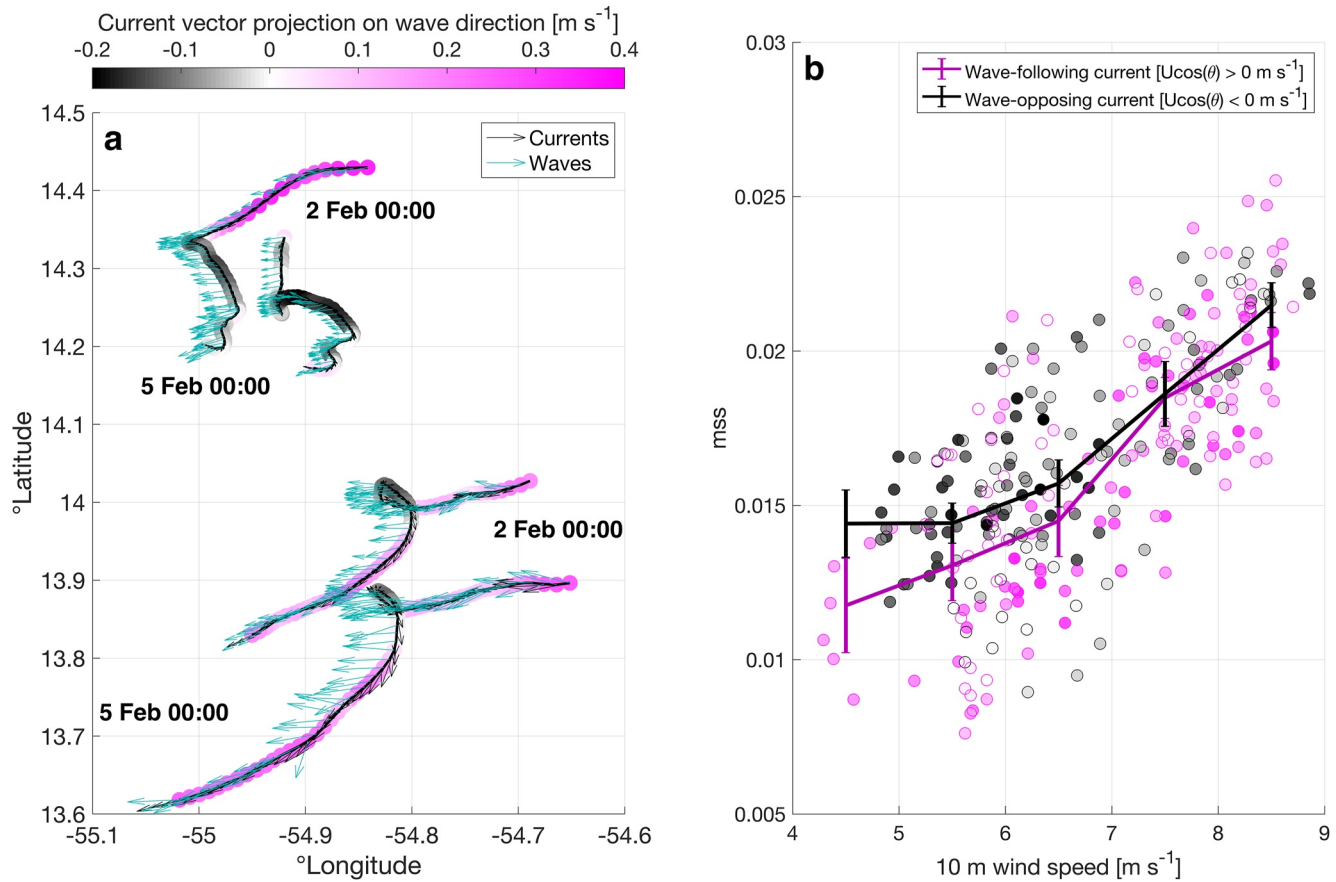 Current vector projection on wave direction [m s⁻¹]
-0.2 -0.1 0 0.1 0.2 0.3 0.4
a
Currents
Waves
2 Feb 00:00
5 Feb 00:00
2 Feb 00:00
5 Feb 00:00
14.5
14.4
14.3
14.2
14.1
14
13.9
13.8
13.7
13.6
°Latitude
-55.1 -55 -54.9 -54.8 -54.7 -54.6
°Longitude
b
Wave-following current [Ucos(θ) > 0 m s⁻¹]
Wave-opposing current [Ucos(θ) < 0 m s⁻¹]
0.03
0.025
0.02
0.015
0.01
0.005
mss
4 5 6 7 8 9
10 m wind speed [m s⁻¹]